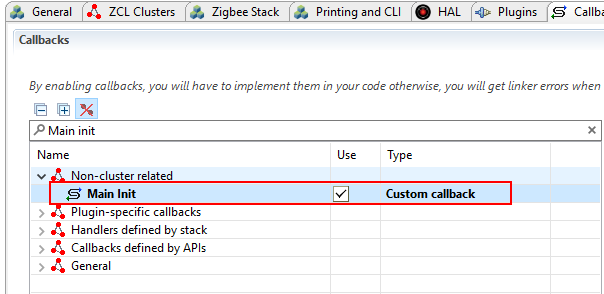 General ZCL Clusters Zigbee Stack Printing and CLI HAL Plugins
Callbacks
By enabling callbacks, you will have to implement them in your code otherwise, you will get linker errors when
Main init
Name Use Type
Non-cluster related
Main Init Custom callback
Plugin-specific callbacks
Handlers defined by stack
Callbacks defined by APIs
General